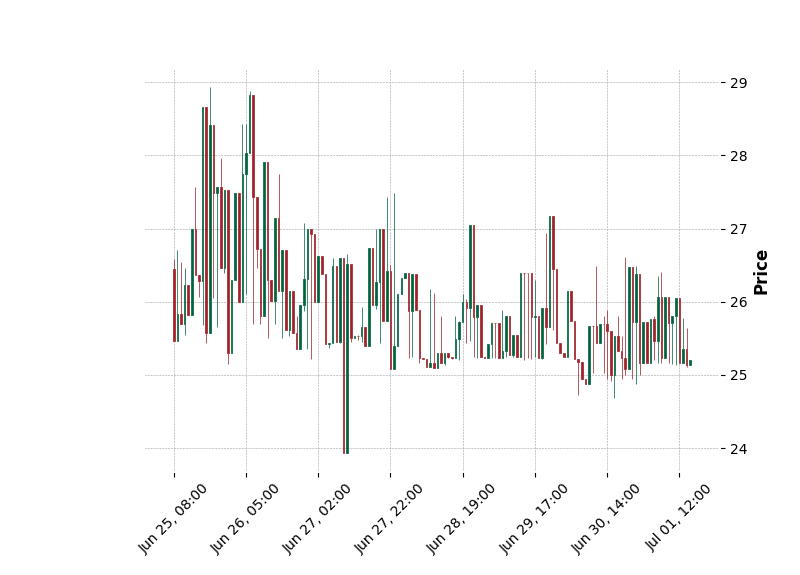 29
28
27
26
25
24
Price
Jun 25, 08:00
Jun 26, 05:00
Jun 27, 02:00
Jun 27, 22:00
Jun 28, 19:00
Jun 29, 17:00
Jun 30, 14:00
Jul 01, 12:00